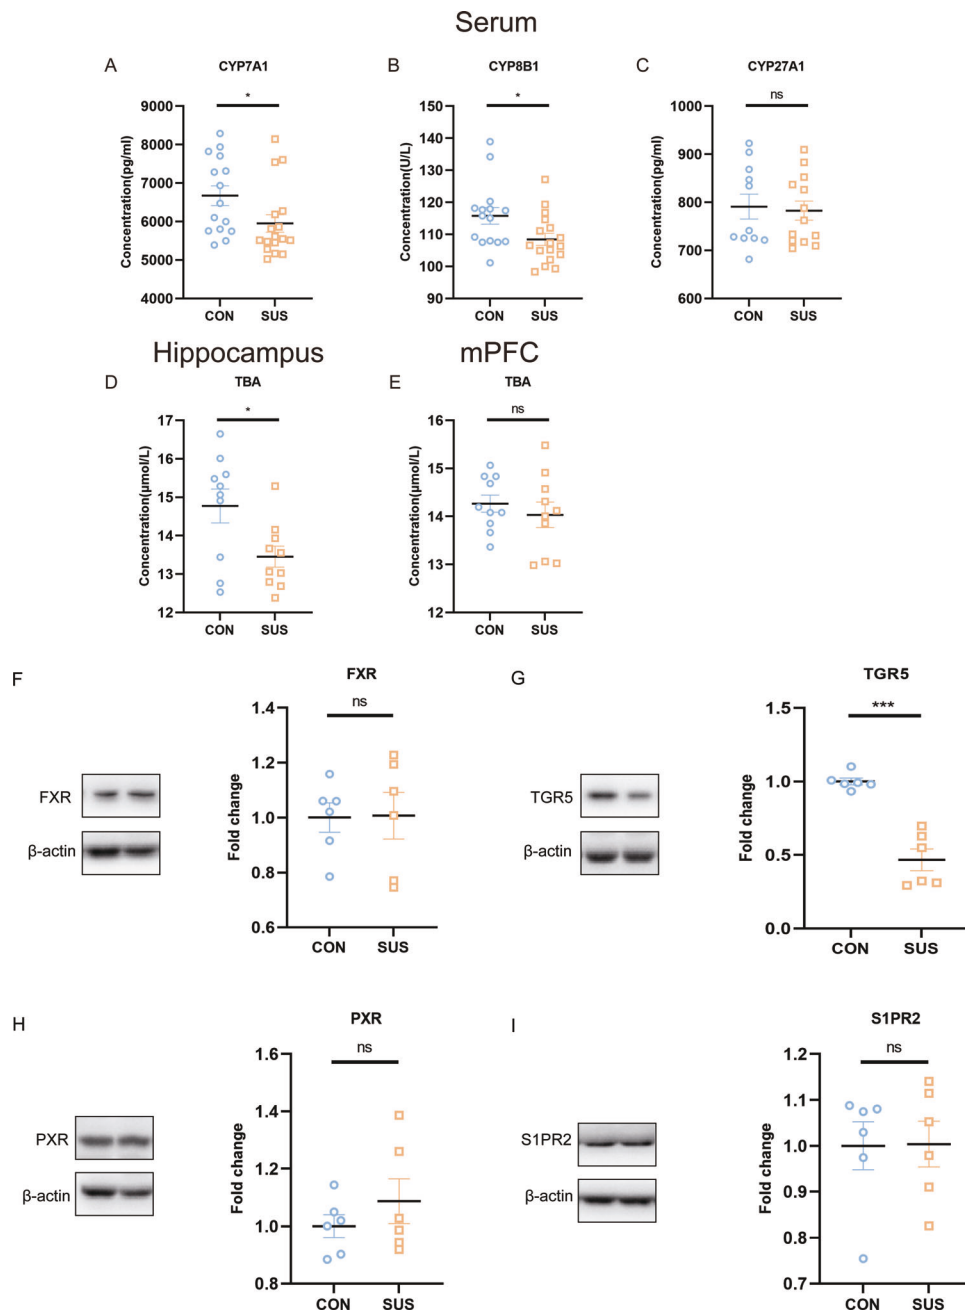 Serum
A
CYP7A1
*
Concentration(pg/ml)
9000
8000
7000
6000
5000
4000
CON SUS
B
CYP8B1
*
Concentration(U/L)
150
140
130
120
110
100
90
CON SUS
C
CYP27A1
ns
Concentration(pg/ml)
1000
900
800
700
600
CON SUS
Hippocampus
D
TBA
*
Concentration(μmol/L)
17
16
15
14
13
12
CON SUS
mPFC
E
TBA
ns
Concentration(μmol/L)
16
15
14
13
12
CON SUS
F
FXR
β-actin
FXR
ns
Fold change
1.4
1.2
1.0
0.8
0.6
CON SUS
G
TGR5
β-actin
TGR5
***
Fold change
1.5
1.0
0.5
0.0
CON SUS
H
PXR
β-actin
PXR
ns
Fold change
1.6
1.4
1.2
1.0
0.8
CON SUS
I
S1PR2
β-actin
S1PR2
ns
Fold change
1.2
1.1
1.0
0.9
0.8
0.7
CON SUS